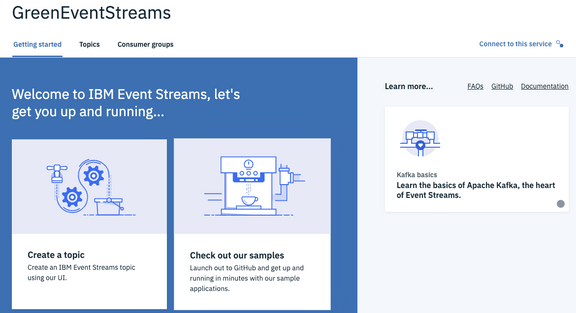 GreenEventStreams
Getting started
Topics
Consumer groups
Connect to this service
Welcome to IBM Event Streams, let's
get you up and running...
Create a topic
Create an IBM Event Streams topic
using our UI.
Check out our samples
Launch out to GitHub and get up and
running in minutes with our sample
applications.
Learn more...
FAQs
GitHub
Documentation
Kafka basics
Learn the basics of Apache Kafka, the heart
of Event Streams.